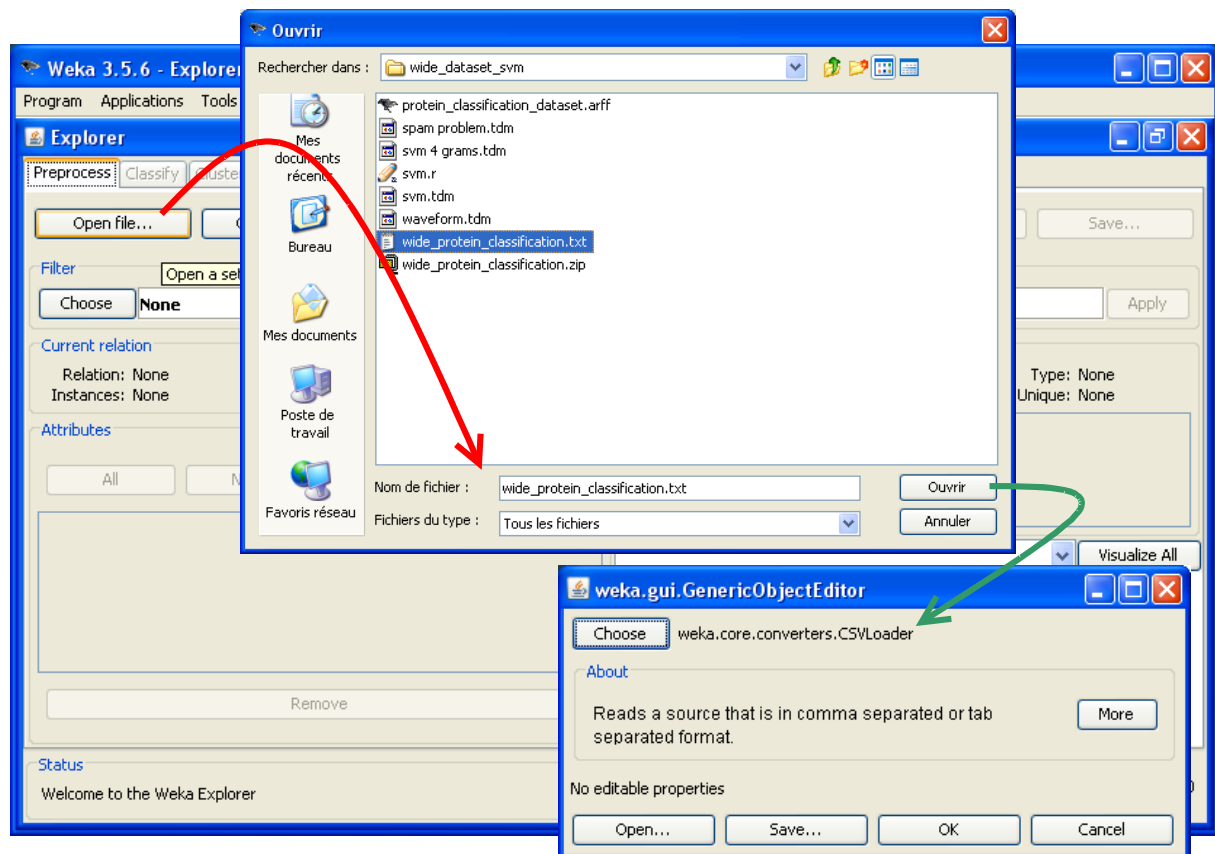 Ouvrir
Weka 3.5.6 - Explorer
Rechercher dans :
wide_dataset_svm
Program Applications Tools
protein_classification_dataset.arff
spam problem.tdm
svm 4 grams.tdm
svm.r
svm.tdm
waveform.tdm
wide_protein_classification.txt
wide_protein_classification.zip
Mes
documents
récents
Bureau
Mes documents
Poste de
travail
Favoris réseau
Explorer
Preprocess Classify Cluster
Open file...
Save...
Filter
Open a set
Choose None
Apply
Current relation
Relation: None
Instances: None
Type: None
Unique: None
Attributes
All
Nom de fichier :
wide_protein_classification.txt
Ouvrir
Fichiers du type :
Tous les fichiers
Annuler
Visualize All
Remove
Status
Welcome to the Weka Explorer
weka.gui.GenericObjectEditor
Choose weka.core.converters.CSVLoader
About
Reads a source that is in comma separated or tab
separated format.
More
No editable properties
Open...
Save...
OK
Cancel